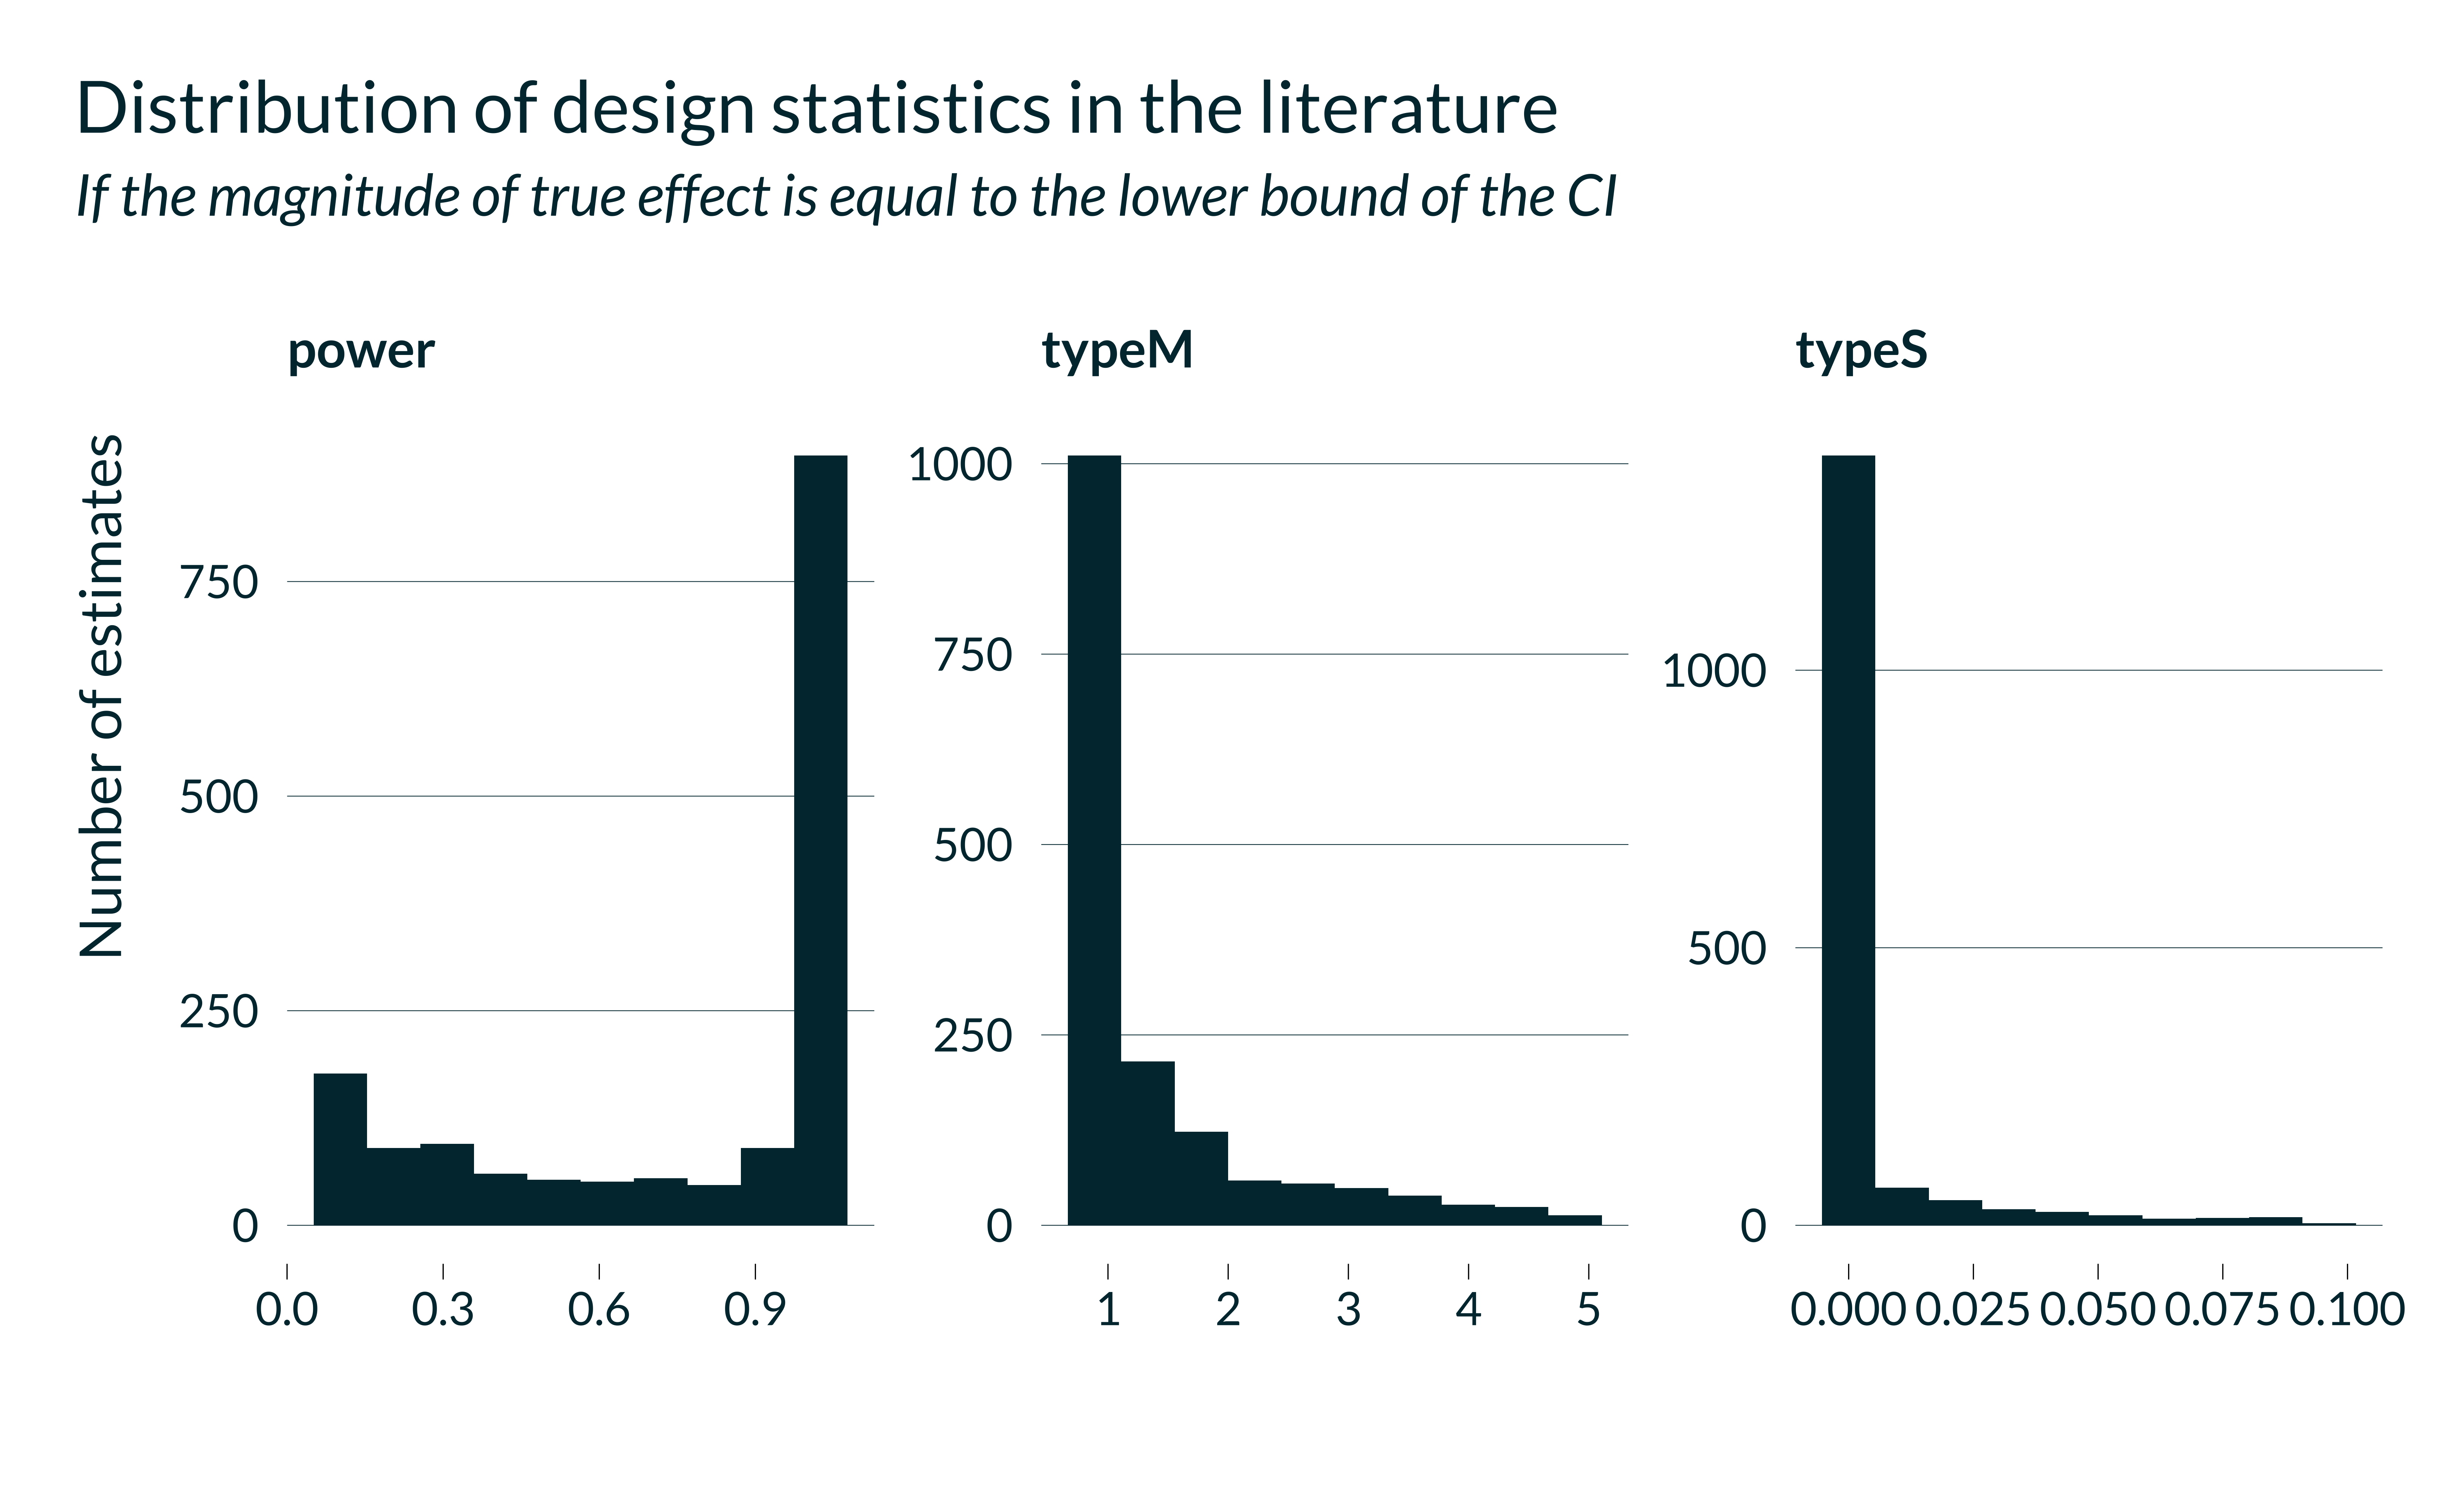 Distribution of design statistics in the literature
If the magnitude of true effect is equal to the lower bound of the CI
power
typeM
typeS
Number of estimates
750
500
250
0
0.0 0.3 0.6 0.9
1000
750
500
250
0
1 2 3 4 5
1000
500
0
0.000 0.025 0.050 0.075 0.100